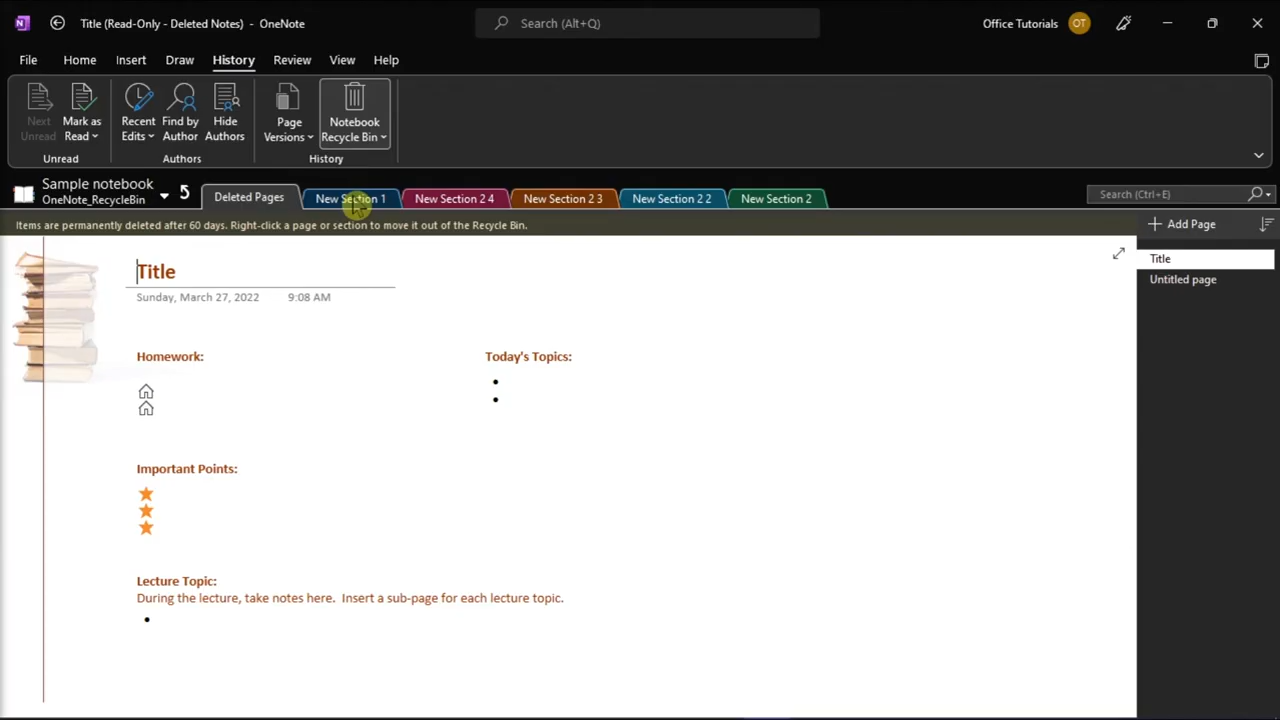 Title (Read-Only - Deleted Notes) - OneNote
Search (Alt+Q)
Office Tutorials
OT
File Home Insert Draw History Review View Help
Next Unread
Mark as Read
Recent Edits
Find by Author
Hide Authors
Page Versions
Notebook Recycle Bin
Unread
Authors
History
Sample notebook
OneNote_RecycleBin
Deleted Pages
New Section 1
New Section 2 4
New Section 2 3
New Section 2 2
New Section 2
Search (Ctrl+E)
Items are permanently deleted after 60 days. Right-click a page or section to move it out of the Recycle Bin.
Add Page
Title
Untitled page
Title
Sunday, March 27, 2022 9:08 AM
Homework:
Today's Topics:
Important Points:
Lecture Topic:
During the lecture, take notes here. Insert a sub-page for each lecture topic.